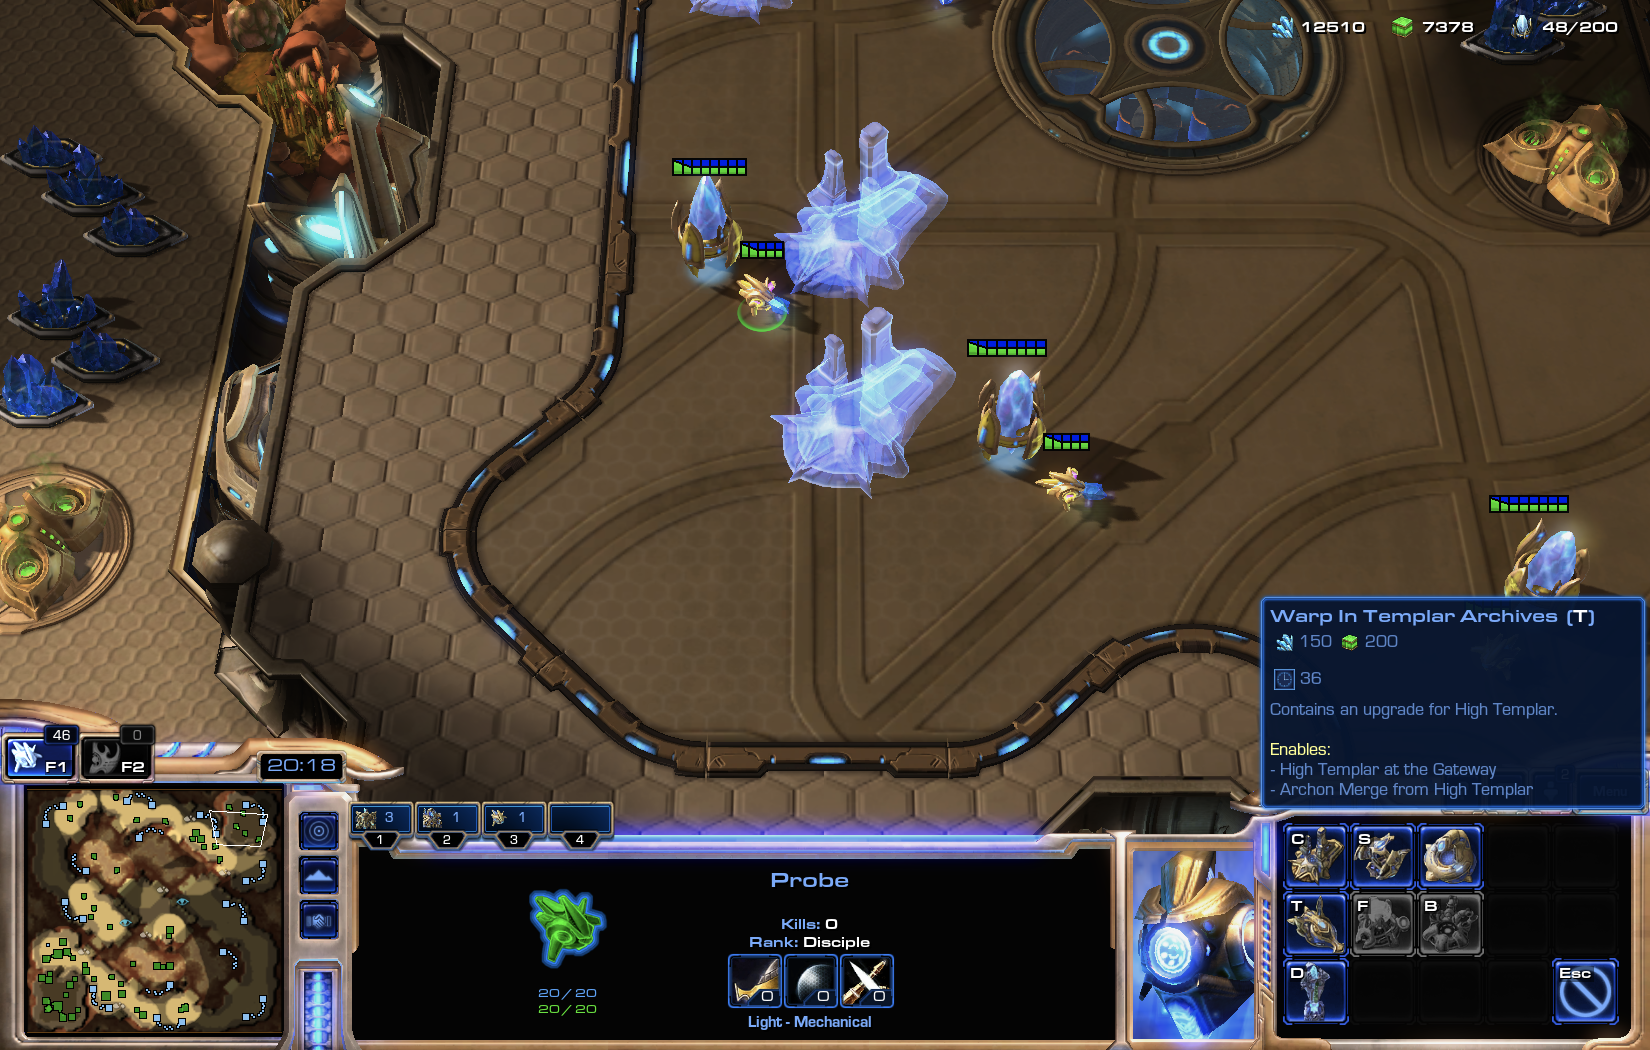 12510 7378 48/200
Warp In Templar Archives (T)
150 200
36
Contains an upgrade for High Templar.
Enables:
- High Templar at the Gateway
- Archon Merge from High Templar
46 0
F1 F2
20:18
3 1 1
1 2 3 4
Probe
Kills: 0
Rank: Disciple
0 0 0
20/20
20/20
Light - Mechanical
C S
T F B
D Esc